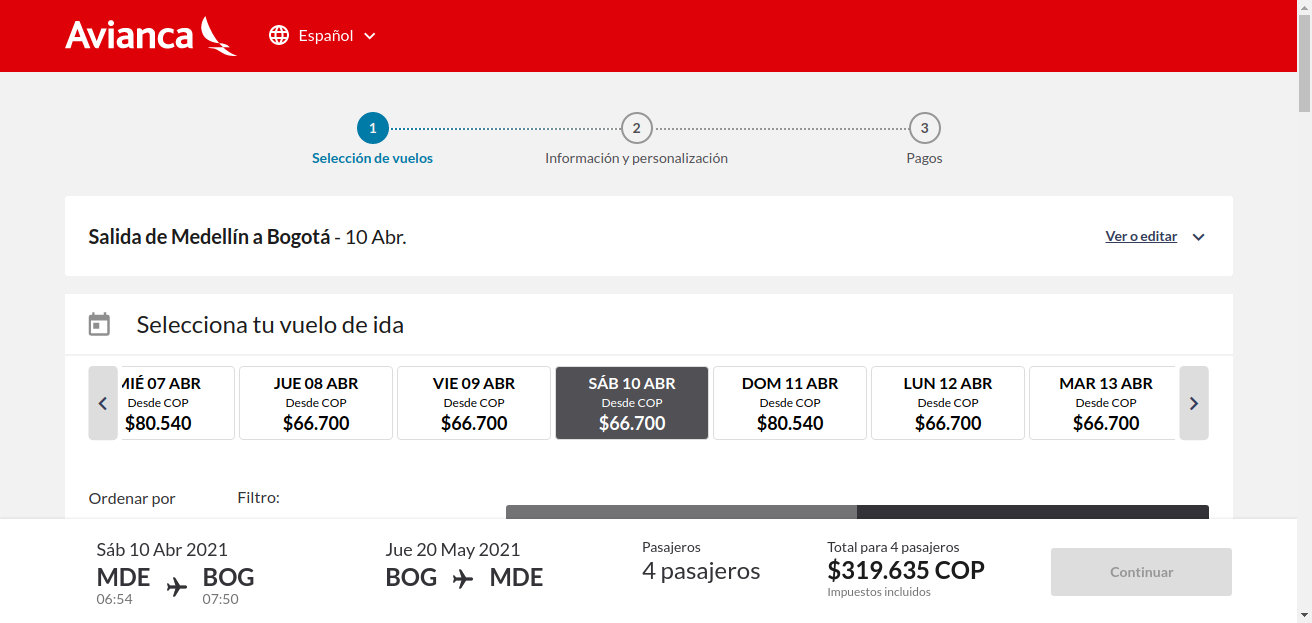 Avianca
Español
1
2
3
Selección de vuelos
Información y personalización
Pagos
Salida de Medellín a Bogotá - 10 Abr.
Ver o editar
Selecciona tu vuelo de ida
MIÉ 07 ABR
Desde COP
$80.540
JUE 08 ABR
Desde COP
$66.700
VIE 09 ABR
Desde COP
$66.700
SÁB 10 ABR
Desde COP
$66.700
DOM 11 ABR
Desde COP
$80.540
LUN 12 ABR
Desde COP
$66.700
MAR 13 ABR
Desde COP
$66.700
Ordenar por
Filtro:
Sáb 10 Abr 2021
MDE BOG
06:54 07:50
Jue 20 May 2021
BOG MDE
Pasajeros
4 pasajeros
Total para 4 pasajeros
$319.635 COP
Impuestos incluidos
Continuar